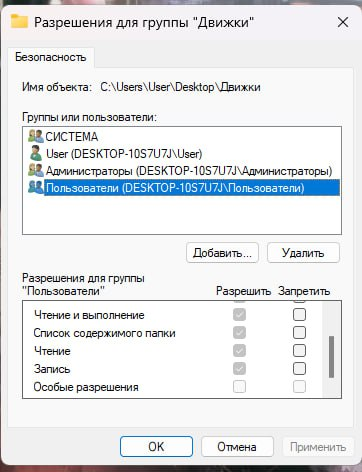 Разрешения для группы "Движки"
Безопасность
Имя объекта: C:\Users\User\Desktop\Движки
Группы или пользователи:
СИСТЕМА
User (DESKTOP-10S7U7J\User)
Администраторы (DESKTOP-10S7U7J\Администраторы)
Пользователи (DESKTOP-10S7U7J\Пользователи)
Добавить... Удалить
Разрешения для группы
"Пользователи" Разрешить Запретить
Чтение и выполнение
Список содержимого папки
Чтение
Запись
Особые разрешения
ОК Отмена Применить